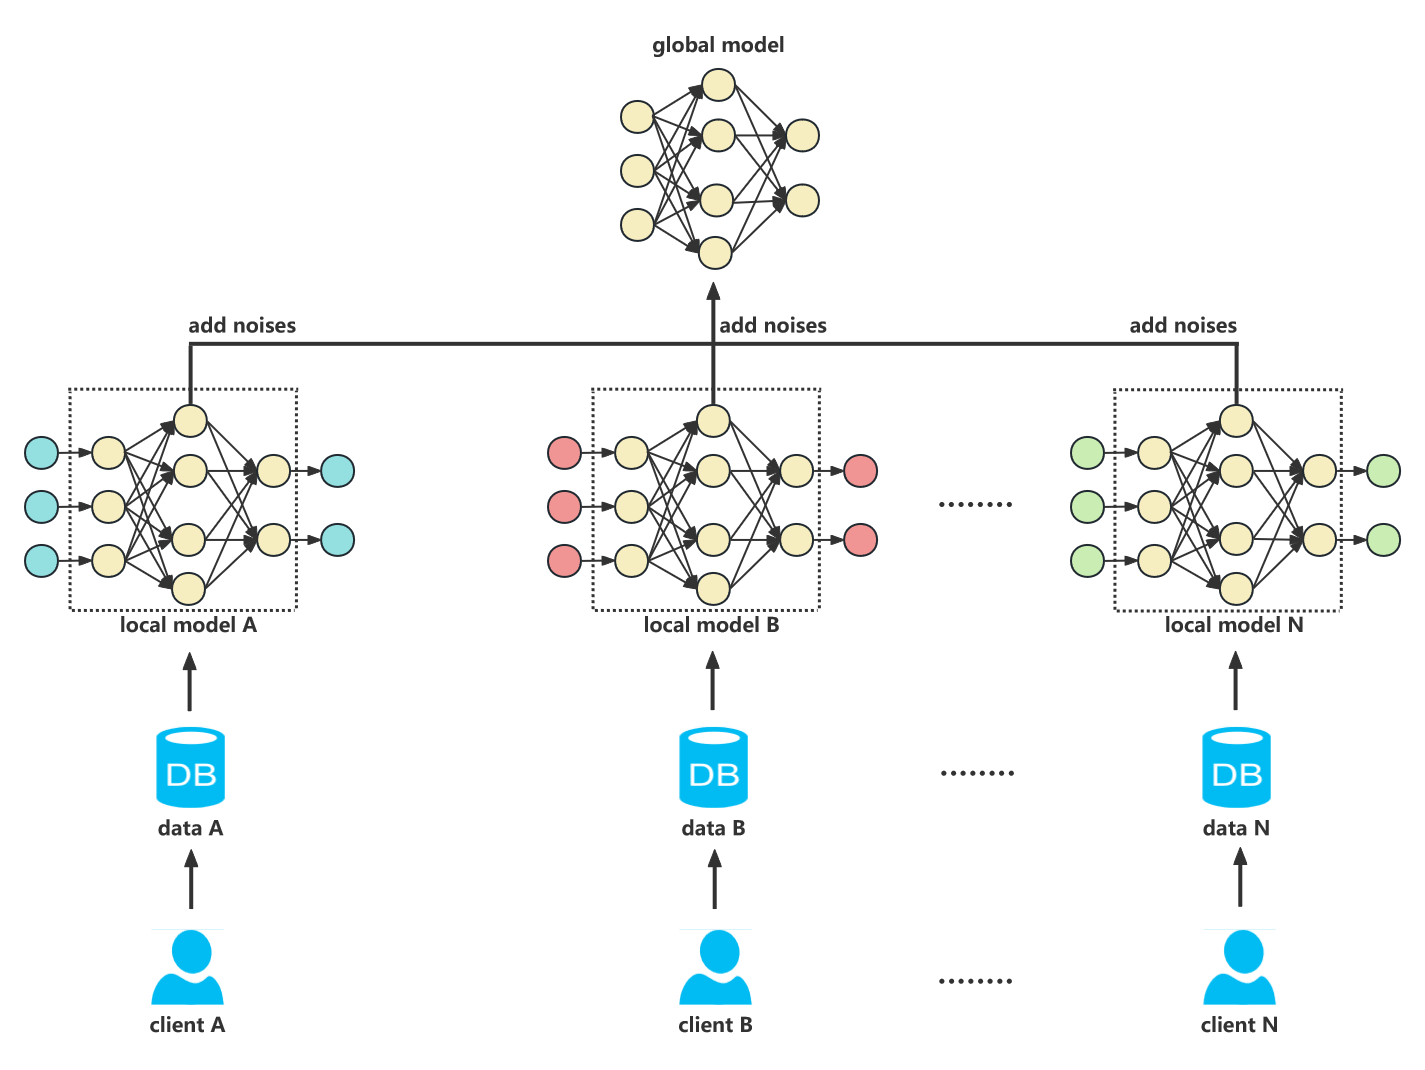 global model
add noises
add noises
add noises
local model A
local model B
local model N
DB
DB
DB
data A
data B
data N
client A
client B
client N